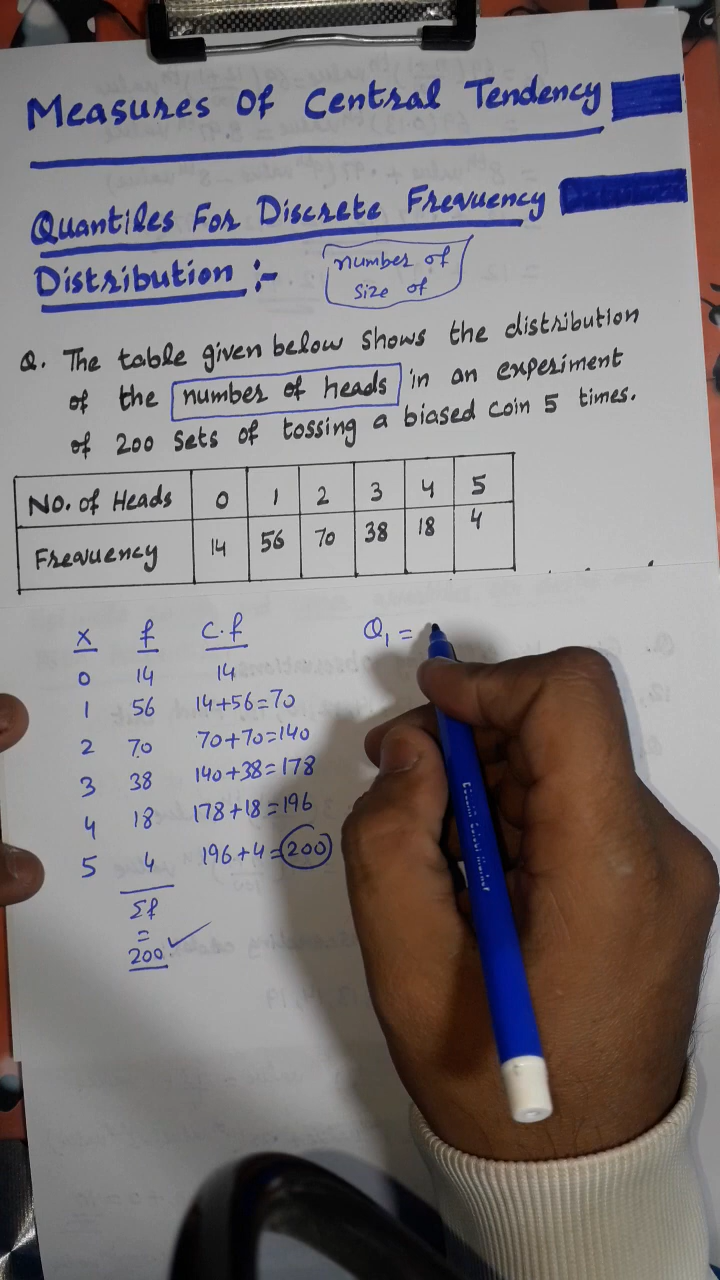 Measures Of Central Tendency
Quantiles For Discrete Frequency
Distribution :-
number of
size of
Q. The table given below shows the distribution
of the number of heads in an experiment
of 200 sets of tossing a biased coin 5 times.
No. of Heads 0 1 2 3 4 5
Frequency 14 56 70 38 18 4
x f c.f
0 14 14
1 56 14+56=70
2 70 70+70=140
3 38 140+38=178
4 18 178+18=196
5 4 196+4=200
Σf
=
200
Q₁ =